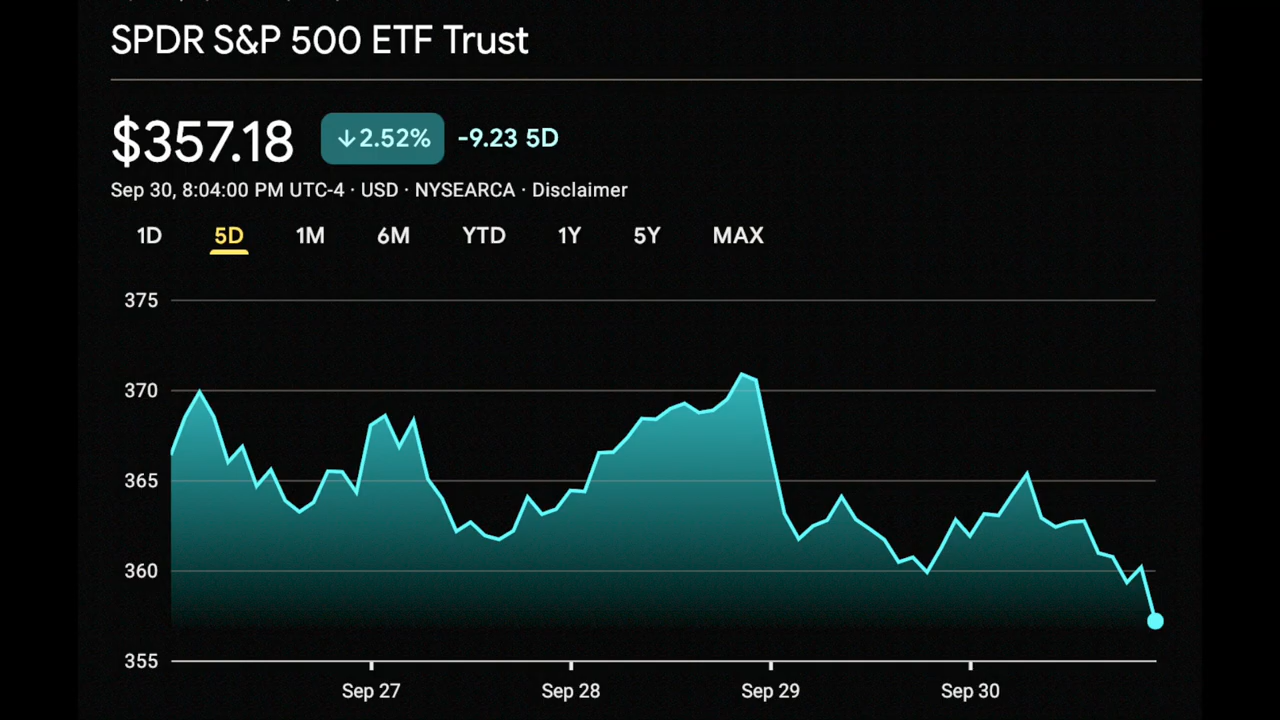 SPDR S&P 500 ETF Trust
$357.18 ↓2.52% -9.23 5D
Sep 30, 8:04:00 PM UTC-4 · USD · NYSEARCA · Disclaimer
1D 5D 1M 6M YTD 1Y 5Y MAX
375
370
365
360
355
Sep 27 Sep 28 Sep 29 Sep 30